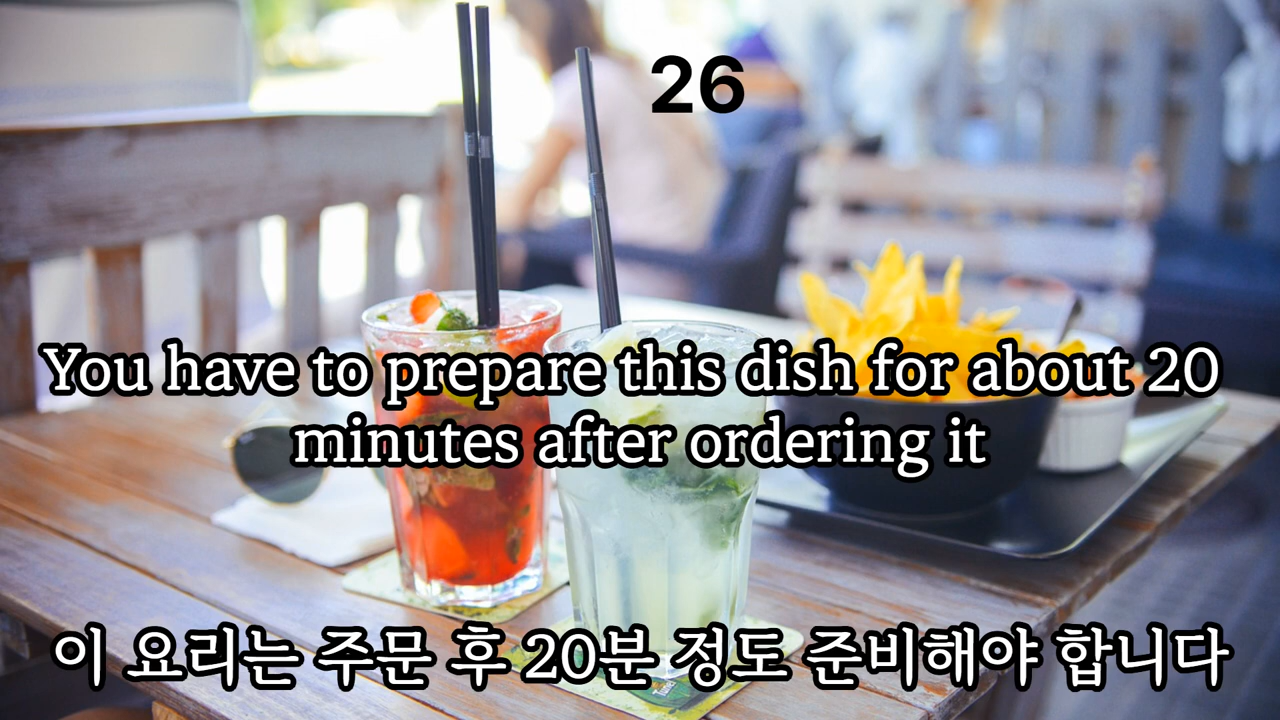 26
You have to prepare this dish for about 20
minutes after ordering it
이 요리는 주문 후 20분 정도 준비해야 합니다